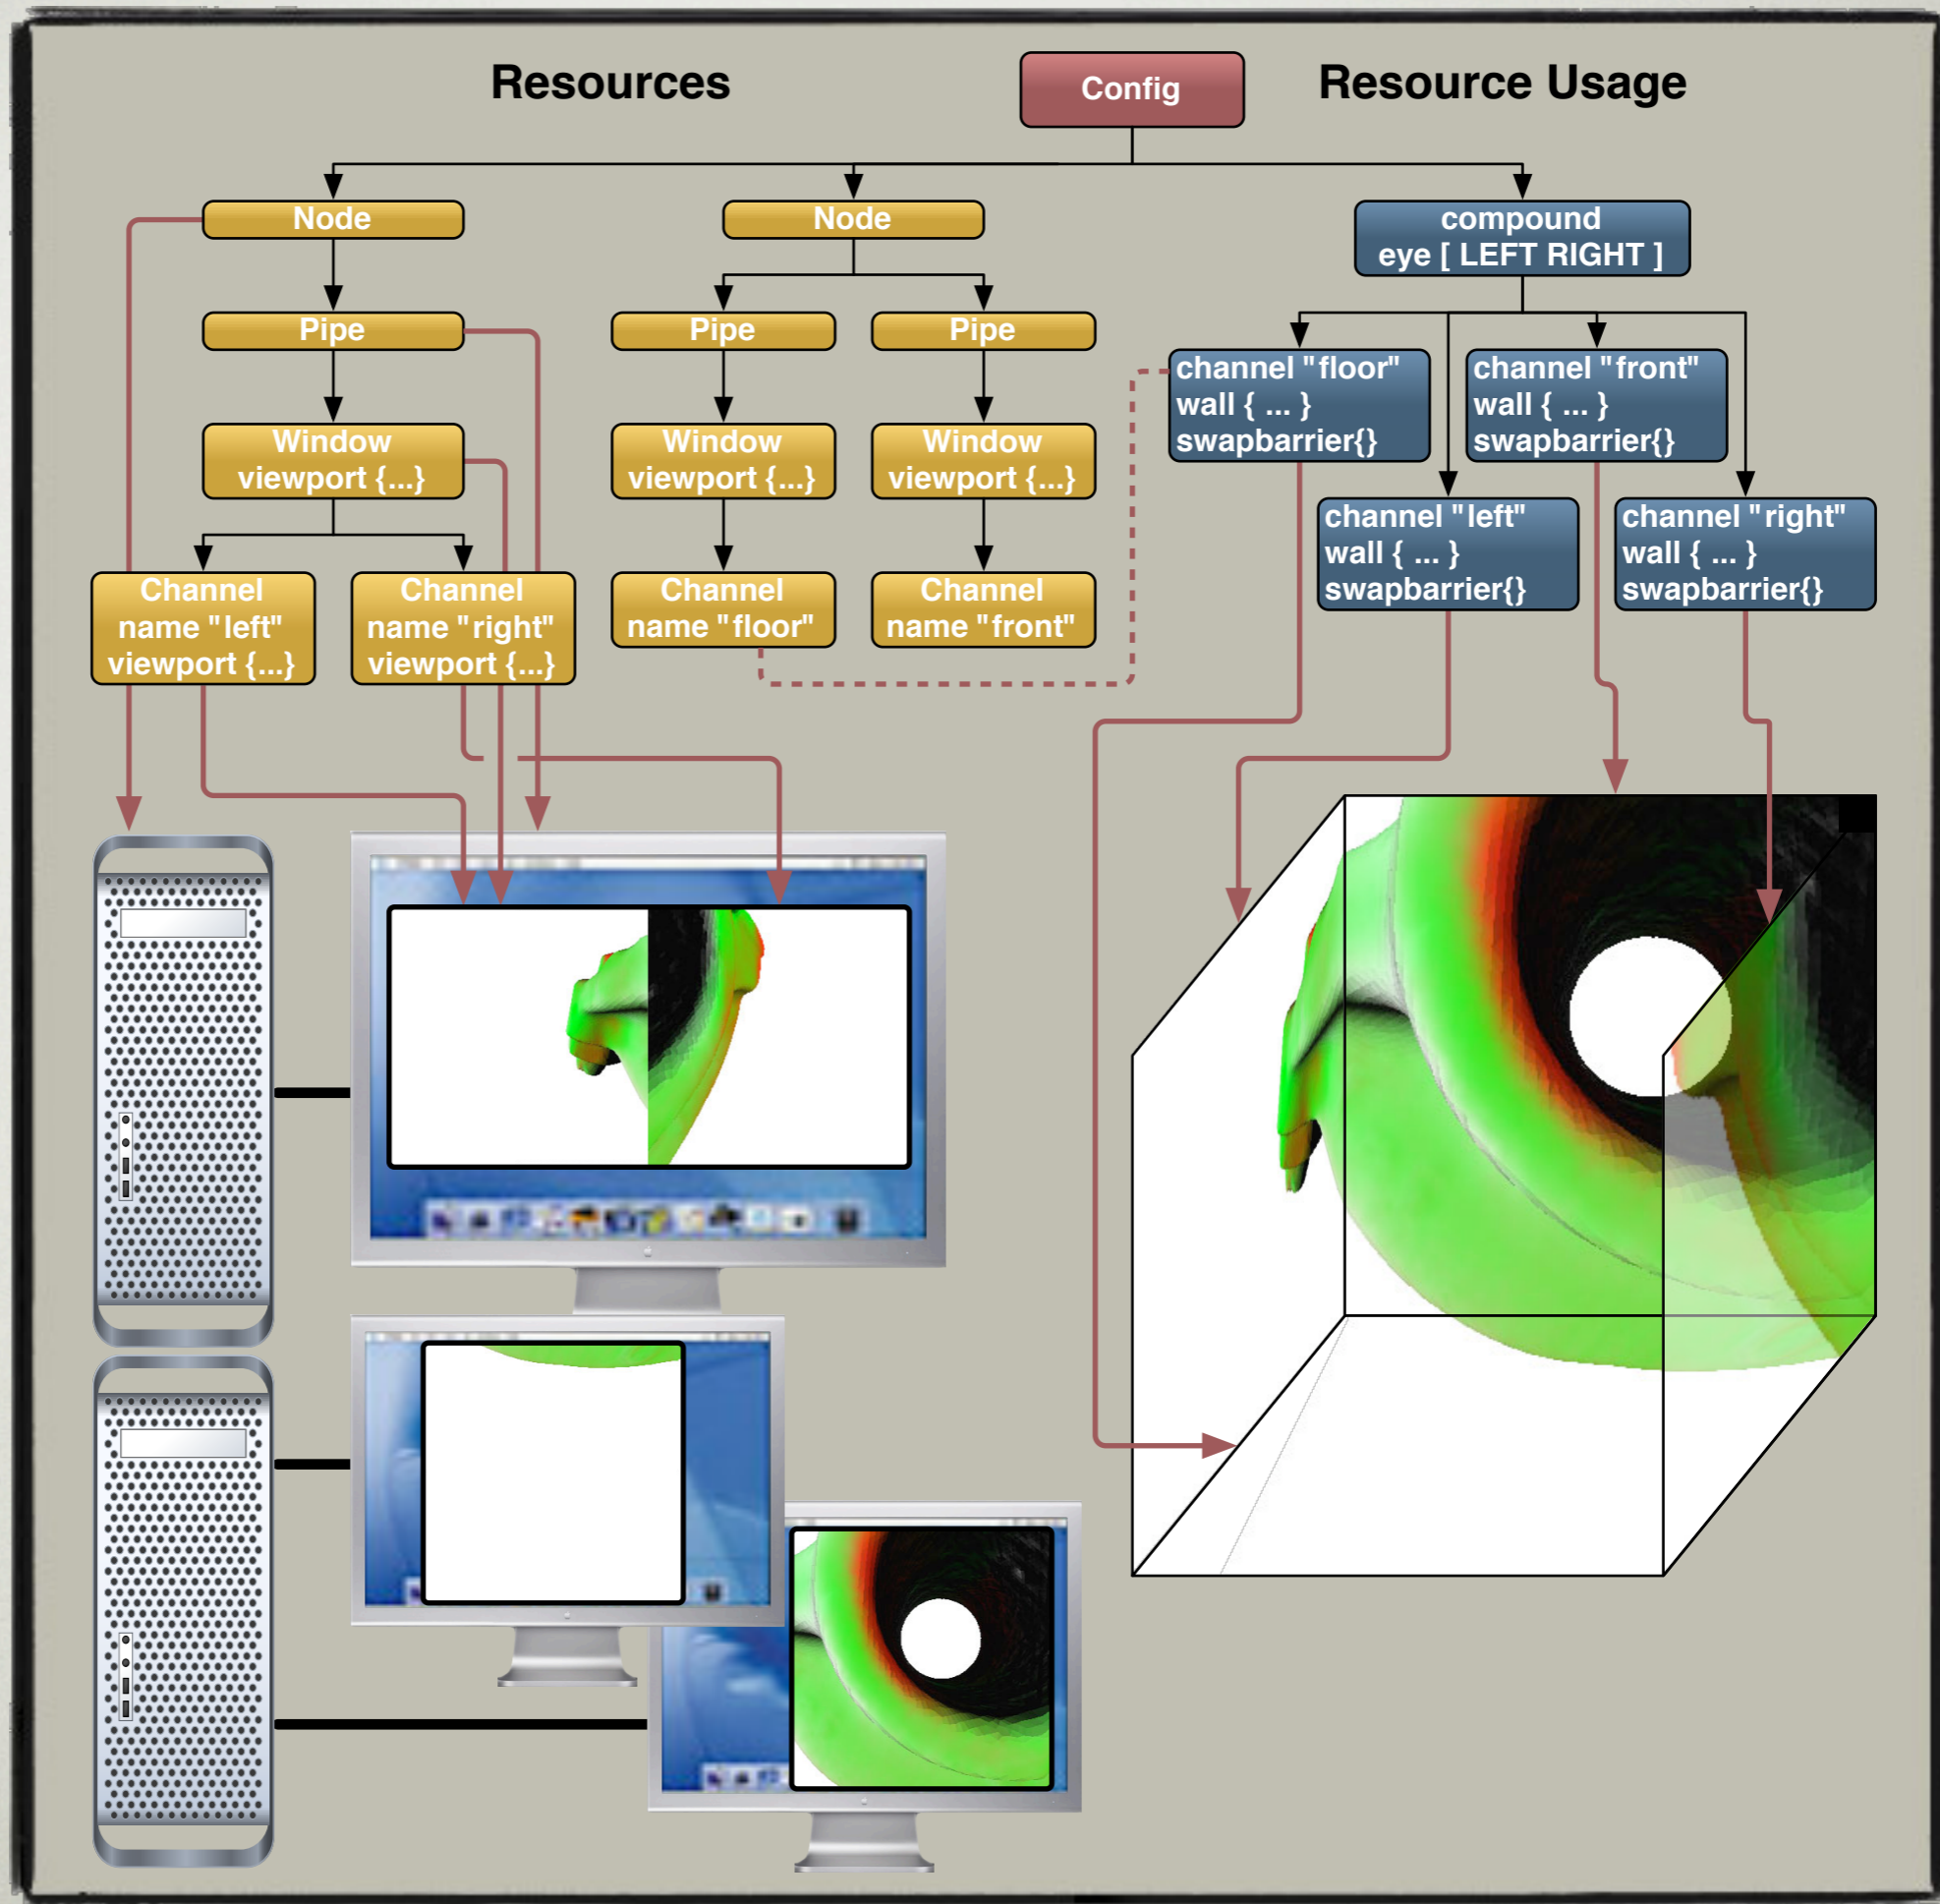 Resources
Config
Resource Usage
Node
Node
compound
eye [ LEFT RIGHT ]
Pipe
Pipe
Pipe
channel "floor"
wall { ... }
swapbarrier{}
channel "front"
wall { ... }
swapbarrier{}
Window
viewport {...}
Window
viewport {...}
Window
viewport {...}
channel "left"
wall { ... }
swapbarrier{}
channel "right"
wall { ... }
swapbarrier{}
Channel
name "left"
viewport {...}
Channel
name "right"
viewport {...}
Channel
name "floor"
Channel
name "front"